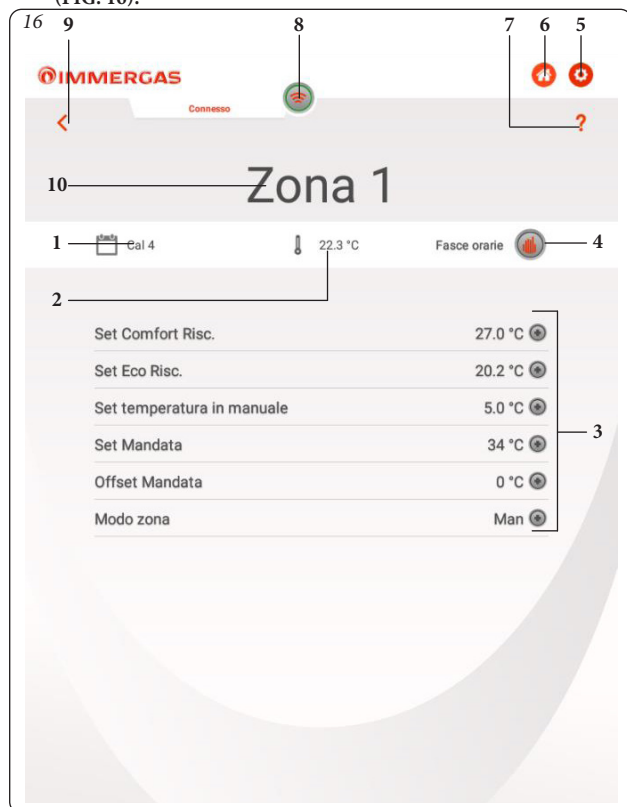 (FIG. 16).
16 9 8 7 6 5
IMMERGAS
Connesso
?
10 Zona 1
1 Cal 4 22.3 °C Fasce orarie 4
2
Set Comfort Risc. 27.0 °C
Set Eco Risc. 20.2 °C
Set temperatura in manuale 5.0 °C
3
Set Mandata 34 °C
Offset Mandata 0 °C
Modo zona Man